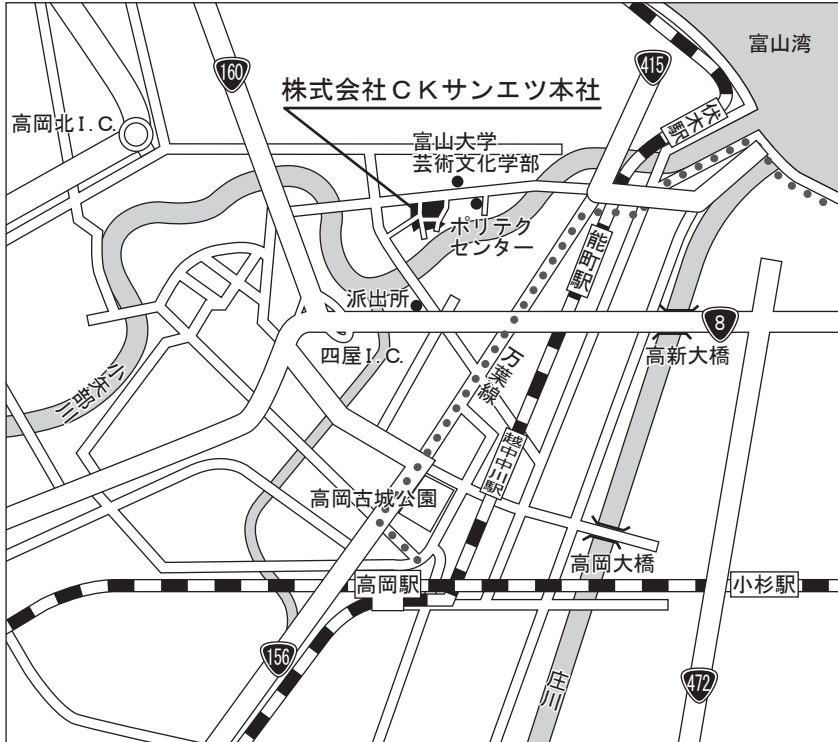 富山湾
160
415
株式会社ＣＫサンエツ本社
高岡北I.C.
伏木駅
富山大学
芸術文化学部
ポリテク
センター
能町駅
派出所
8
四屋I.C.
高新大橋
万葉線
小矢部川
越中中川駅
高岡古城公園
高岡大橋
高岡駅
小杉駅
156
庄川
472